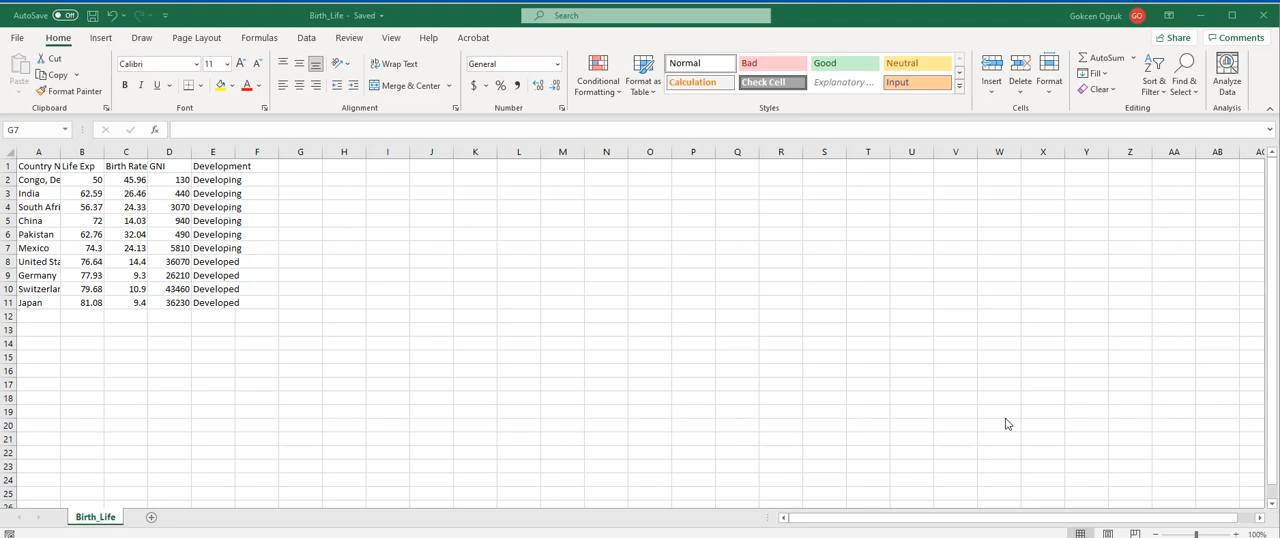 AutoSave Off Birth_Life - Saved Search Gokcen Ogruk GO
File Home Insert Draw Page Layout Formulas Data Review View Help Acrobat Share Comments
Cut
Copy
Format Painter
Paste
Clipboard
Calibri 11
B I U
Font
Wrap Text
Merge & Center
Alignment
General
$ % ,
Number
Conditional Formatting
Format as Table
Normal Bad Good Neutral
Calculation Check Cell Explanatory ... Input
Styles
Insert Delete Format
Cells
AutoSum
Fill
Clear
Sort & Filter
Find & Select
Editing
Analyze Data
Analysis
G7 fx
A B C D E F G H I J K L M N O P Q R S T U V W X Y Z AA AB AC
1 Country N Life Exp Birth Rate GNI Development
2 Congo, De 50 45.96 130 Developing
3 India 62.59 26.46 440 Developing
4 South Afri 56.37 24.33 3070 Developing
5 China 72 14.03 940 Developing
6 Pakistan 62.76 32.04 490 Developing
7 Mexico 74.3 24.13 5810 Developing
8 United Sta 76.64 14.4 36070 Developed
9 Germany 77.93 9.3 26210 Developed
10 Switzerlan 79.68 10.9 43460 Developed
11 Japan 81.08 9.4 36230 Developed
12
13
14
15
16
17
18
19
20
21
22
23
24
25
26
Birth_Life
100%